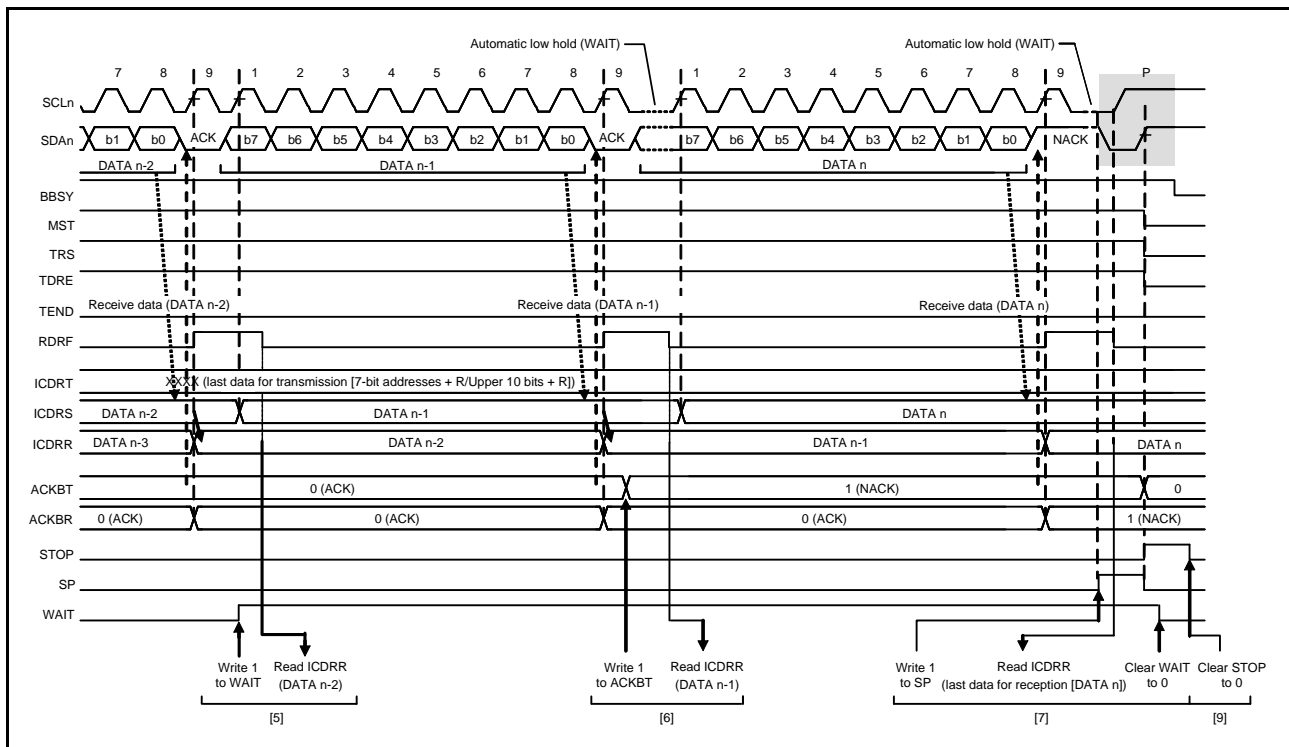 Automatic low hold (WAIT)
Automatic low hold (WAIT)
7 8 9 1 2 3 4 5 6 7 8 9 1 2 3 4 5 6 7 8 9 P
SCLn
SDAn b1 b0 ACK b7 b6 b5 b4 b3 b2 b1 b0 ACK b7 b6 b5 b4 b3 b2 b1 b0 NACK
DATA n-2 DATA n-1 DATA n
BBSY
MST
TRS
TDRE
Receive data (DATA n-2) Receive data (DATA n-1) Receive data (DATA n)
TEND
RDRF
ICDRT XXXX (last data for transmission [7-bit addresses + R/Upper 10 bits + R])
ICDRS DATA n-2 DATA n-1 DATA n
ICDRR DATA n-3 DATA n-2 DATA n-1 DATA n
ACKBT 0 (ACK) 1 (NACK) 0
ACKBR 0 (ACK) 0 (ACK) 0 (ACK) 1 (NACK)
STOP
SP
WAIT
Write 1
to WAIT
Read ICDRR
(DATA n-2)
Write 1
to ACKBT
Read ICDRR
(DATA n-1)
Write 1
to SP
Read ICDRR
(last data for reception [DATA n])
Clear WAIT
to 0
Clear STOP
to 0
[5] [6] [7] [9]